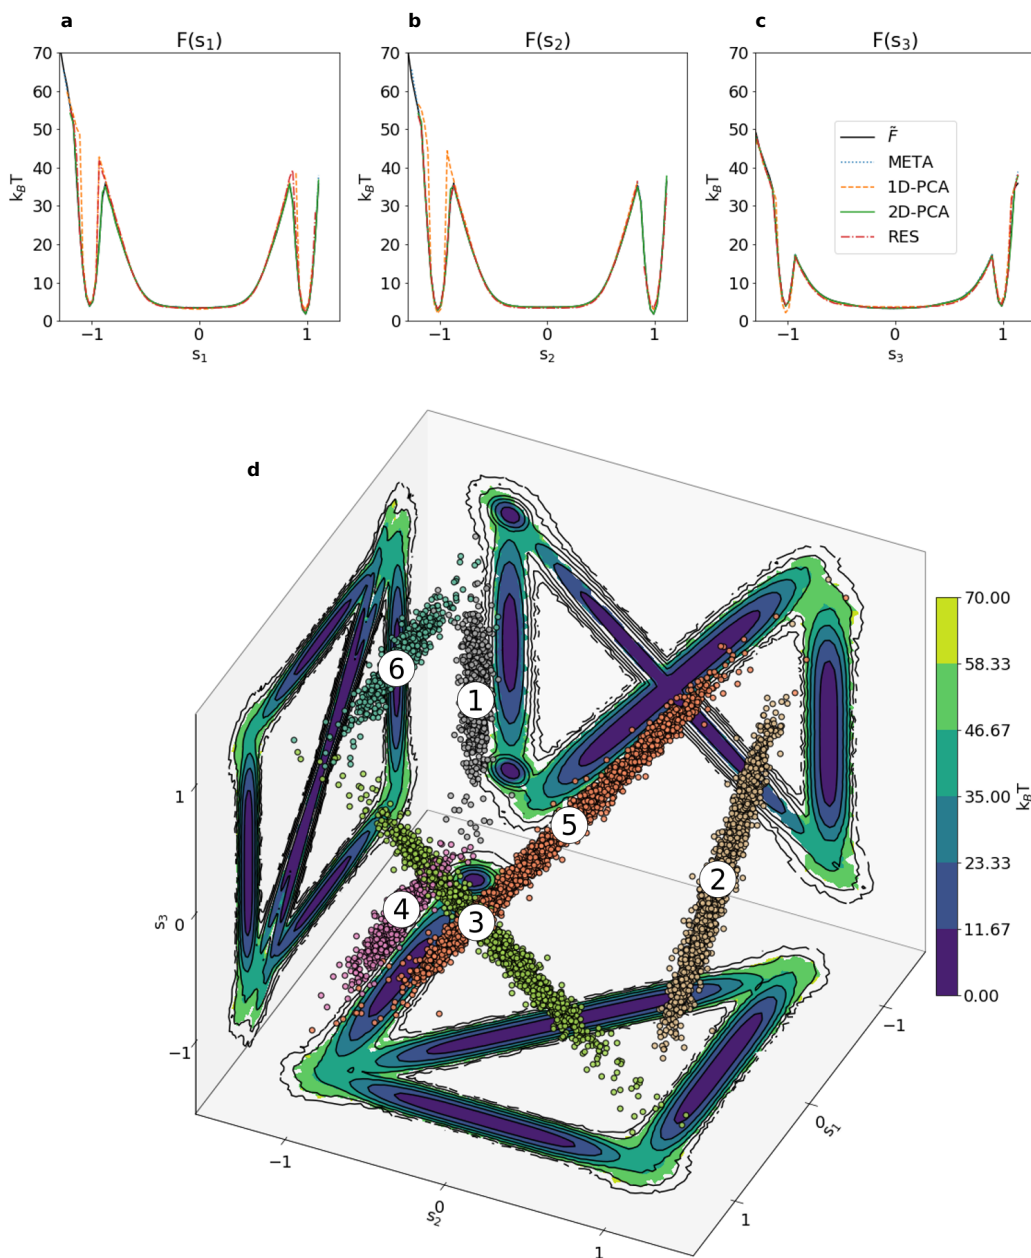 a
F(s₁)
70
60
50
40
30
20
10
0
k_BT
−1
0
1
s₁
b
F(s₂)
70
60
50
40
30
20
10
0
k_BT
−1
0
1
s₂
c
F(s₃)
70
60
50
40
30
20
10
0
k_BT
−1
0
1
s₃
F̃
META
1D-PCA
2D-PCA
RES
d
1
2
3
4
5
6
s₃
1
0
−1
−1
0
1
s₂
−1
0
1
s₁
70.00
58.33
46.67
35.00
23.33
11.67
0.00
k_BT